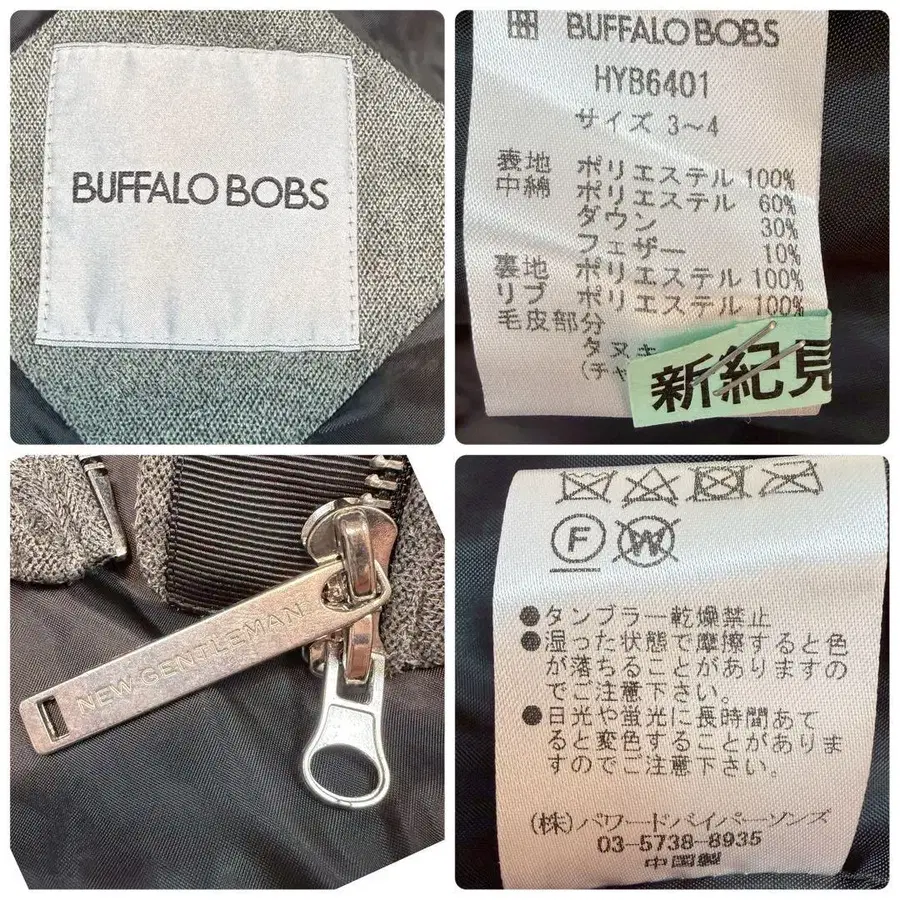 BUFFALO BOBS
BUFFALO BOBS
HYB6401
サイズ 3～4
表地 ポリエステル 100%
中綿 ポリエステル 60%
ダウン 30%
フェザー 10%
裏地 ポリエステル 100%
リブ ポリエステル 100%
毛皮部分
タヌキ
(チャ
新紀見
NEW GENTLEMAN
F
W
●タンブラー乾燥禁止
●湿った状態で摩擦すると色
が落ちることがありますの
でご注意下さい。
●日光や蛍光に長時間あて
ると変色することがありま
すのでご注意下さい。
(株)パワードバイパーソンズ
03-5738-8935
中国製